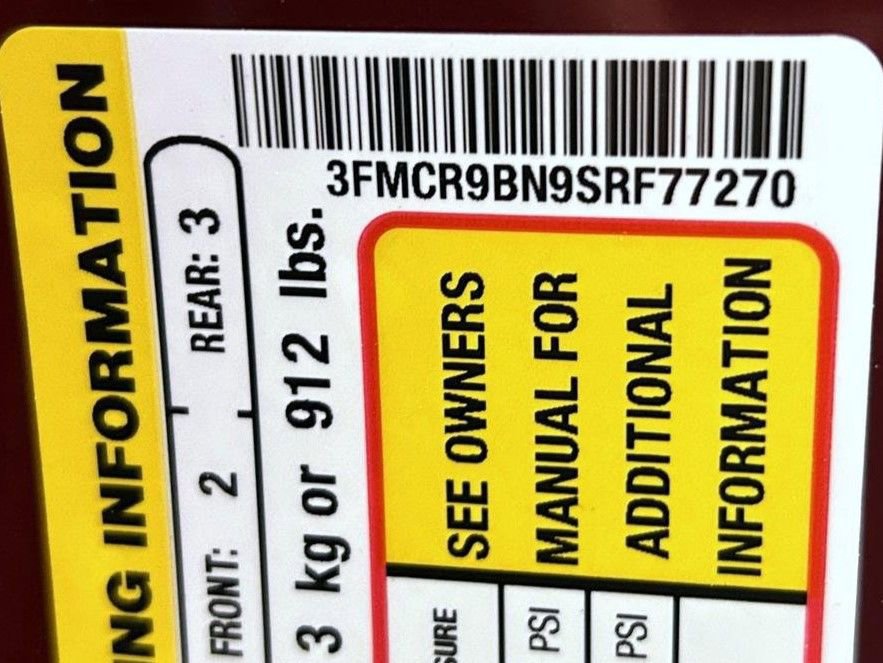 NG INFORMATION
FRONT: 2 REAR: 3
3 kg or 912 lbs.
3FMCR9BN9SRF77270
SEE OWNERS
MANUAL FOR
ADDITIONAL
INFORMATION
SURE
PSI
PSI